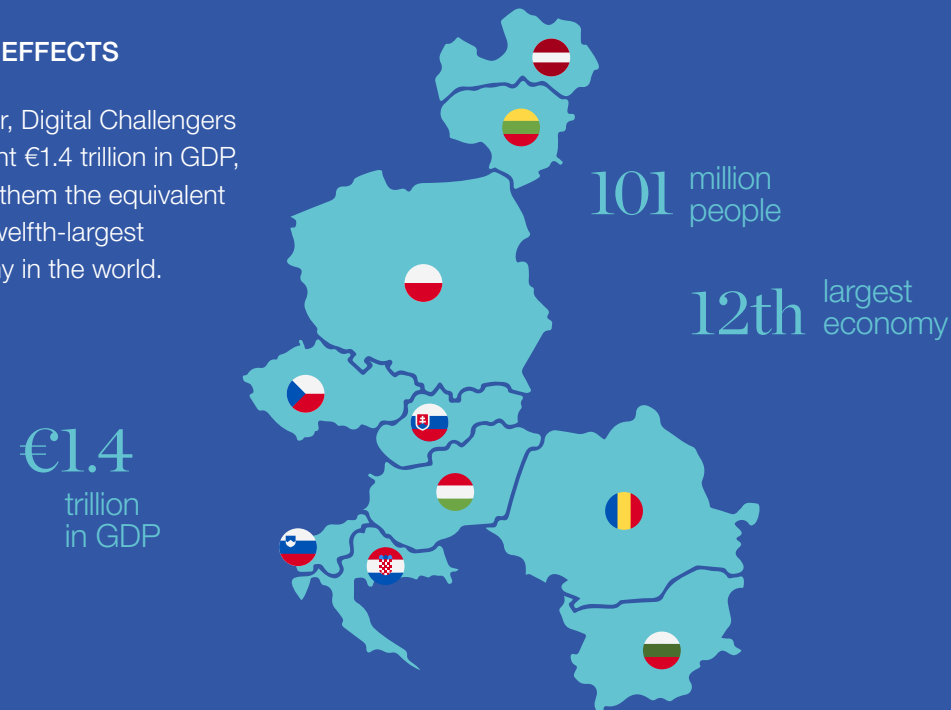 EFFECTS
r, Digital Challengers
nt €1.4 trillion in GDP,
them the equivalent
welfth-largest
y in the world.
101 million
people
12th largest
economy
€1.4
trillion
in GDP